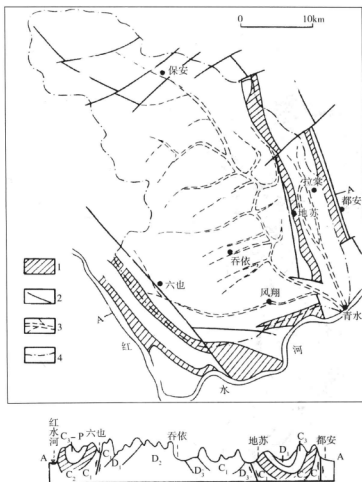 0 10km
保安
拉棠
A
都安
地苏
吞依
1
2
六也
3
凤翔
A
青水
4
红
水
河
红水河
C₃-P
六也
吞依
地苏
C₃
都安
A
C₂
C₁
D₃
D₂
D₃
C₁
D₃
C₁
A